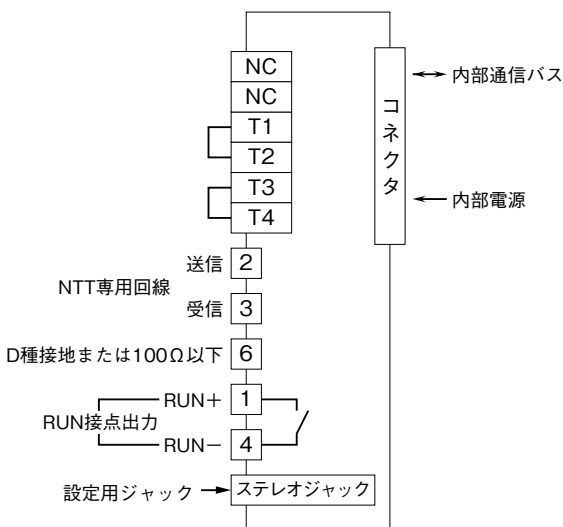 NC
NC
T1
T2
T3
T4
コネクタ
内部通信バス
内部電源
NTT専用回線
送信 2
受信 3
D種接地または100Ω以下 6
RUN接点出力
RUN+ 1
RUN− 4
設定用ジャック
ステレオジャック